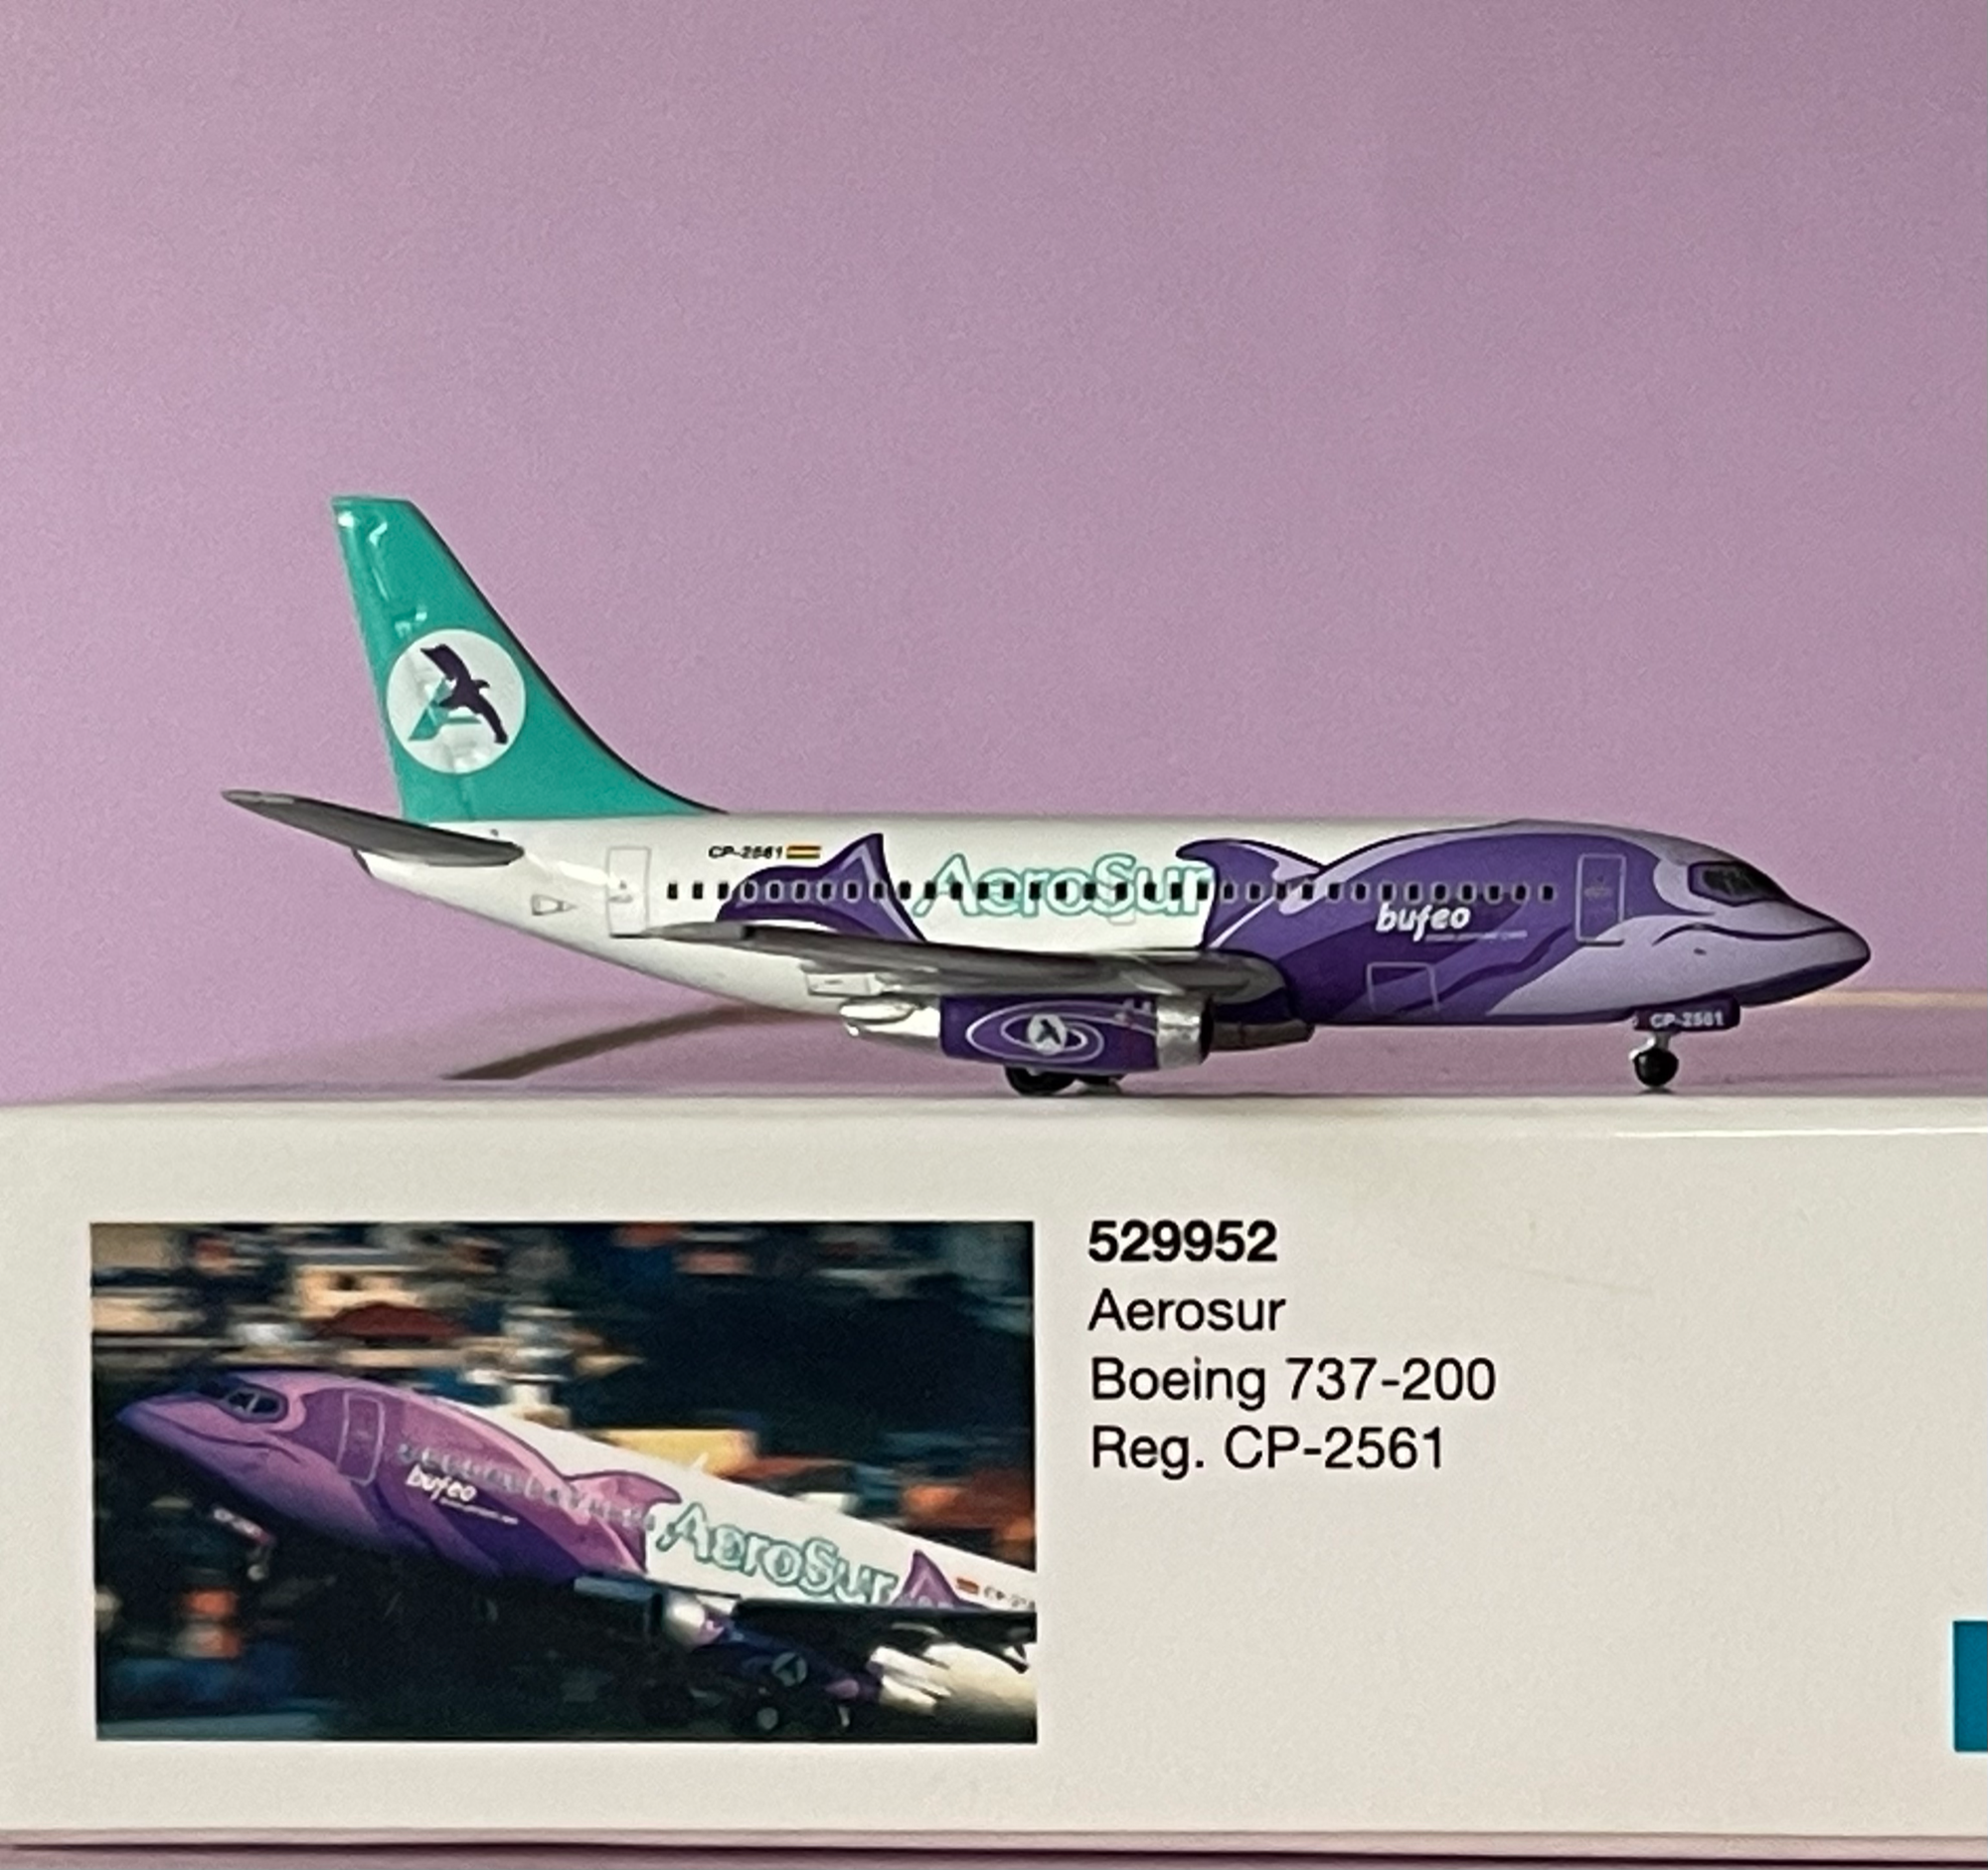 CP-2561
AeroSur
bufeo
CP-2561
529952
Aerosur
Boeing 737-200
Reg. CP-2561
bufeo
AeroSur